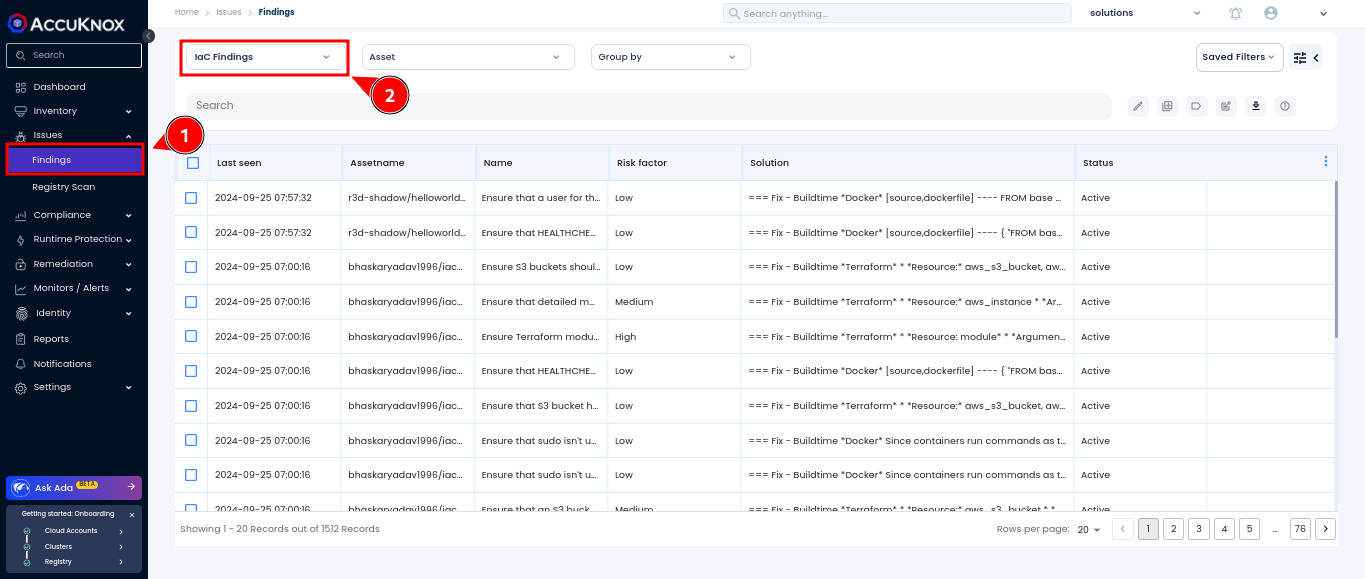 ACCUKNOX
Search
Dashboard
Inventory
Issues
Findings
Registry Scan
Compliance
Runtime Protection
Remediation
Monitors / Alerts
Identity
Reports
Notifications
Settings
Ask Ada BETA
Getting started: Onboarding
Cloud Accounts
Clusters
Registry
Home > Issues > Findings
Search anything...
solutions
IaC Findings
Asset
Group by
Saved Filters
1
2
Search
Last seen Assetname Name Risk factor Solution Status
2024-09-25 07:57:32 r3d-shadow/helloworld... Ensure that a user for th... Low === Fix - Buildtime *Docker* [source,dockerfile] ---- FROM base ... Active
2024-09-25 07:57:32 r3d-shadow/helloworld... Ensure that HEALTHCHE... Low === Fix - Buildtime *Docker* [source,dockerfile] ---- { "FROM bas... Active
2024-09-25 07:00:16 bhaskaryadav1996/iac... Ensure S3 buckets shoul... Low === Fix - Buildtime *Terraform* * *Resource:* aws_s3_bucket, aw... Active
2024-09-25 07:00:16 bhaskaryadav1996/iac... Ensure that detailed m... Medium === Fix - Buildtime *Terraform* * *Resource:* aws_instance * *Ar... Active
2024-09-25 07:00:16 bhaskaryadav1996/iac... Ensure Terraform modu... High === Fix - Buildtime *Terraform* * *Resource: module* * *Argumen... Active
2024-09-25 07:00:16 bhaskaryadav1996/iac... Ensure that HEALTHCHE... Low === Fix - Buildtime *Docker* [source,dockerfile] ---- { "FROM bas... Active
2024-09-25 07:00:16 bhaskaryadav1996/iac... Ensure that S3 bucket h... Low === Fix - Buildtime *Terraform* * *Resource:* aws_s3_bucket, aw... Active
2024-09-25 07:00:16 bhaskaryadav1996/iac... Ensure that sudo isn't u... Low === Fix - Buildtime *Docker* Since containers run commands as t... Active
2024-09-25 07:00:16 bhaskaryadav1996/iac... Ensure that sudo isn't u... Low === Fix - Buildtime *Docker* Since containers run commands as t... Active
2024-09-25 07:00:16 bhaskaryadav1996/iac... Ensure that an S3 buck... Medium === Fix - Buildtime *Terraform* * *Resource:* aws_s3_bucket * *... Active
Showing 1 - 20 Records out of 1512 Records
Rows per page: 20 < 1 2 3 4 5 ... 76 >